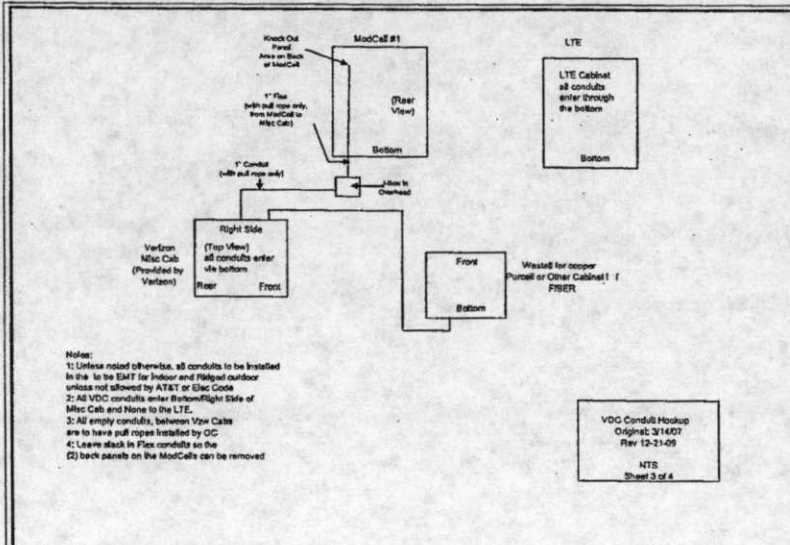 Knock Out
Panel
Area on Back
of ModCell
ModCell #1
(Rear
View)
Bottom
1" Flex
(with pull rope only,
from ModCell to
Misc Cab)
1" Conduit
(with pull rope only)
J-Box in
Overhead
LTE
LTE Cabinet
all conduits
enter through
the bottom
Bottom
Verizon
Misc Cab
(Provided by
Verizon)
Right Side
(Top View)
all conduits enter
via bottom
Rear
Front
Front
Bottom
Westell for copper
Purcell or Other Cabinet
FIBER
Notes:
1: Unless noted otherwise, all conduits to be installed
in the to be EMT for indoor and Ridged outdoor
unless not allowed by AT&T or Elec Code
2: All VDC conduits enter Bottom/Right Side of
Misc Cab and None to the LTE.
3: All empty conduits, between Vzw Cabs
are to have pull ropes installed by GC
4: Leave slack in Flex conduits so the
(2) back panels on the ModCells can be removed
VDC Conduit Hookup
Original: 3/14/07
Rev 12-21-09
NTS
Sheet 3 of 4